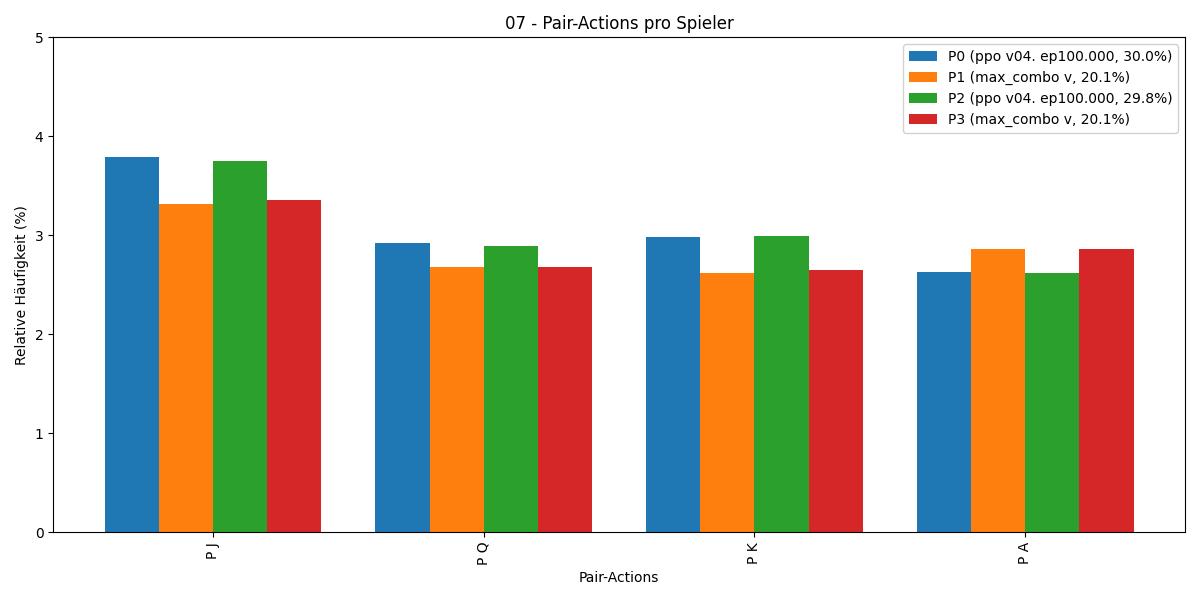 07 - Pair-Actions pro Spieler
P0 (ppo v04. ep100.000, 30.0%)
P1 (max_combo v, 20.1%)
P2 (ppo v04. ep100.000, 29.8%)
P3 (max_combo v, 20.1%)
Relative Häufigkeit (%)
5
4
3
2
1
0
P J
P Q
P K
P A
Pair-Actions